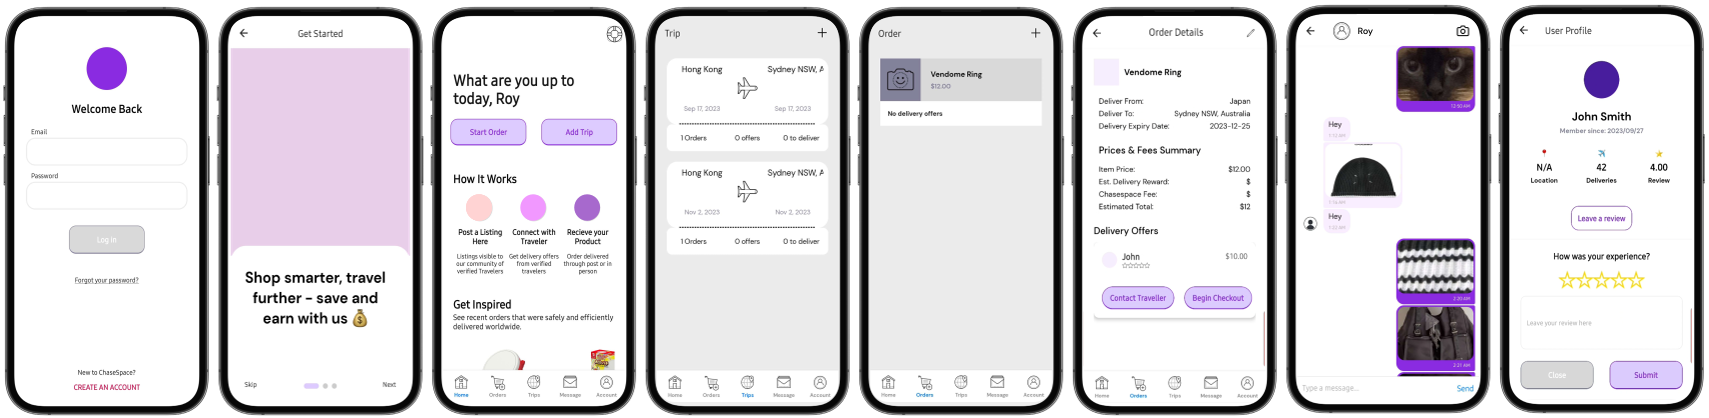 Welcome Back
Email
Password
Log In
Forgot your password?
New to ChaseSpace?
CREATE AN ACCOUNT
Get Started
Shop smarter, travel
further – save and
earn with us 💰
Skip
Next
What are you up to
today, Roy
Start Order
Add Trip
How It Works
Post a Listing
Here
Connect with
Traveler
Recieve your
Product
Listings visible to
our community of
verified Travelers
Get delivery offers
from verified
travelers
Order delivered
through post or in
person
Get Inspired
See recent orders that were safely and efficiently
delivered worldwide.
Home
Orders
Trips
Message
Account
Trip
+
Hong Kong
Sydney NSW, A
Sep 17, 2023
Sep 17, 2023
1 Orders
0 offers
0 to deliver
Hong Kong
Sydney NSW, A
Nov 2, 2023
Nov 2, 2023
1 Orders
0 offers
0 to deliver
Home
Orders
Trips
Message
Account
Order
+
Vendome Ring
$12.00
No delivery offers
Home
Orders
Trips
Message
Account
Order Details
Vendome Ring
Deliver From: Japan
Deliver To: Sydney NSW, Australia
Delivery Expiry Date: 2023-12-25
Prices & Fees Summary
Item Price: $12.00
Est. Delivery Reward: $
Chasespace Fee: $
Estimated Total: $12
Delivery Offers
John
$10.00
Contact Traveller
Begin Checkout
Home
Orders
Trips
Message
Account
Roy
12:50 AM
Hey
1:12 AM
Hey
2:20 AM
2:21 AM
Type a message...
Send
User Profile
John Smith
Member since: 2023/09/27
N/A
Location
42
Deliveries
4.00
Review
Leave a review
How was your experience?
Leave your review here
Close
Submit